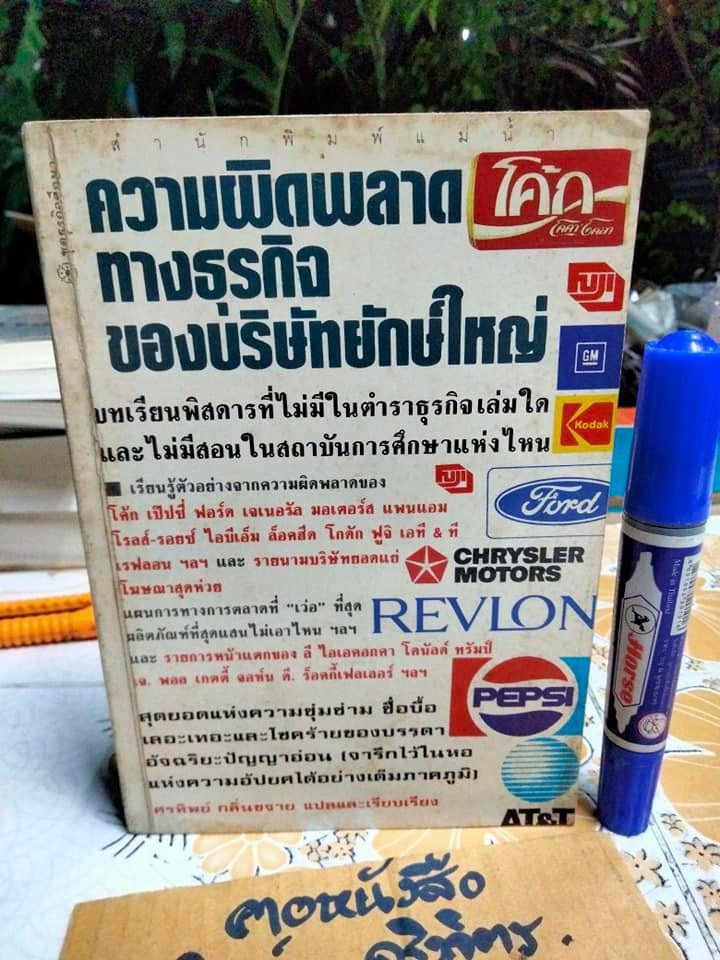 สำนักพิมพ์แม่น้ำ
ความผิดพลาด
ทางธุรกิจ
ของบริษัทยักษ์ใหญ่
โค้ก
โคคา โคลา
FUJI
GM
บทเรียนพิสดารที่ไม่มีในตำราธุรกิจเล่มใด
และไม่มีสอนในสถาบันการศึกษาแห่งไหน
Kodak
■ เรียนรู้ตัวอย่างจากความผิดพลาดของ
FUJI
โค้ก เป๊ปซี่ ฟอร์ด เจเนอรัล มอเตอร์ส แพนแอม
โรลส์-รอยซ์ ไอบีเอ็ม ล็อคฮีด โกดัก ฟูจิ เอที & ที
เรฟลอน ฯลฯ และ รายนามบริษัทยอดแย่
โฆษณาสุดห่วย
Ford
CHRYSLER
MOTORS
แผนการทางการตลาดที่ "เว่อ" ที่สุด
ผลิตภัณฑ์ที่สุดแสนไม่เอาไหน ฯลฯ
และ รายการหน้าแตกของ ลี ไอเอคอกคา โดนัลด์ ทรัมป์
เจ. พอล เกตตี้ จอห์น ดี. ร็อคกี้เฟลเลอร์ ฯลฯ
REVLON
PEPSI
สุดยอดแห่งความซุ่มซ่าม ซื่อบื้อ
เลอะเทอะและโชคร้ายของบรรดา
อัจฉริยะปัญญาอ่อน (จารึกไว้ในหอ
แห่งความอัปยศได้อย่างเต็มภาคภูมิ)
ศรทิพย์ กลิ่นขจาย แปลและเรียบเรียง
AT&T
Horse
Made in Thailand
ฅอหนังสือ